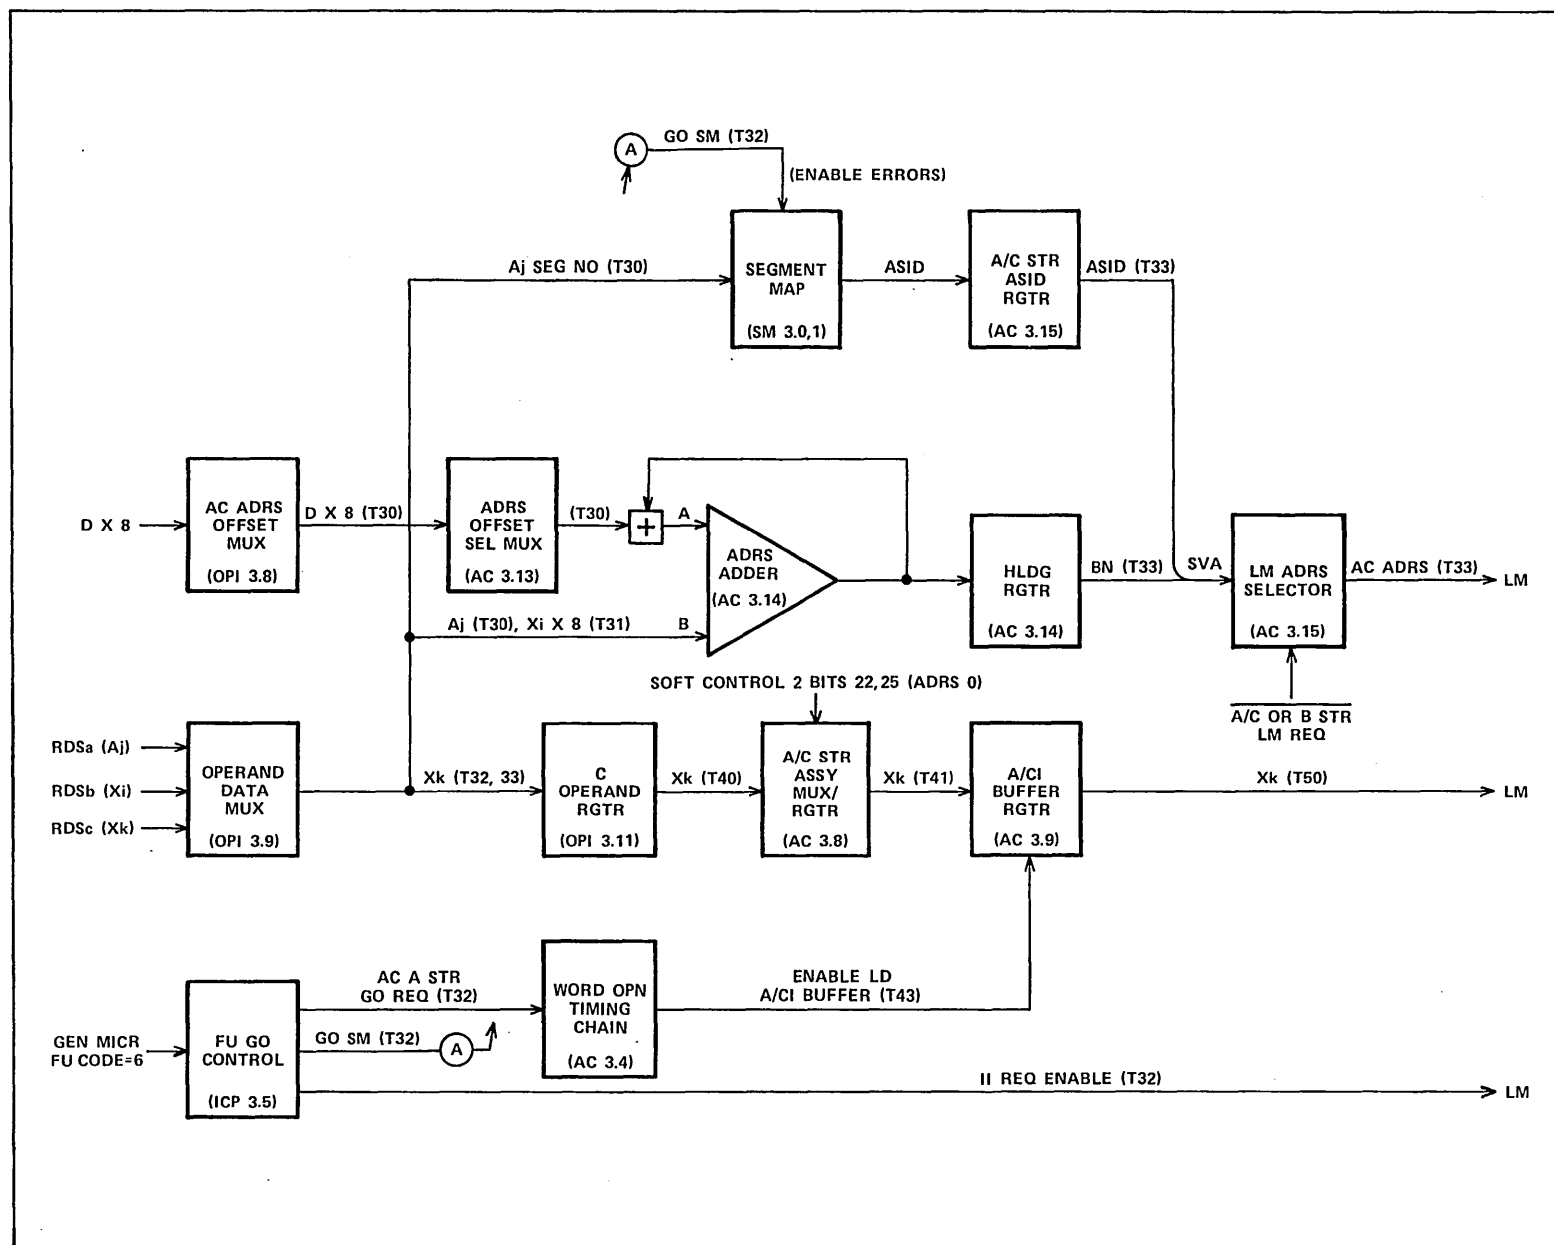 A
GO SM (T32)
(ENABLE ERRORS)
Aj SEG NO (T30)
SEGMENT
MAP
(SM 3.0,1)
ASID
A/C STR
ASID
RGTR
(AC 3.15)
ASID (T33)
D X 8
AC ADRS
OFFSET
MUX
(OPI 3.8)
D X 8 (T30)
ADRS
OFFSET
SEL MUX
(AC 3.13)
(T30)
+
A
ADRS
ADDER
(AC 3.14)
Aj (T30), Xi X 8 (T31)
B
HLDG
RGTR
(AC 3.14)
BN (T33)
SVA
LM ADRS
SELECTOR
(AC 3.15)
AC ADRS (T33)
LM
A/C OR B STR
LM REQ
SOFT CONTROL 2 BITS 22,25 (ADRS 0)
RDSa (Aj)
RDSb (Xi)
RDSc (Xk)
OPERAND
DATA
MUX
(OPI 3.9)
Xk (T32, 33)
C
OPERAND
RGTR
(OPI 3.11)
Xk (T40)
A/C STR
ASSY
MUX/
RGTR
(AC 3.8)
Xk (T41)
A/CI
BUFFER
RGTR
(AC 3.9)
Xk (T50)
LM
GEN MICR
FU CODE=6
FU GO
CONTROL
(ICP 3.5)
AC A STR
GO REQ (T32)
GO SM (T32)
A
WORD OPN
TIMING
CHAIN
(AC 3.4)
ENABLE LD
A/CI BUFFER (T43)
II REQ ENABLE (T32)
LM